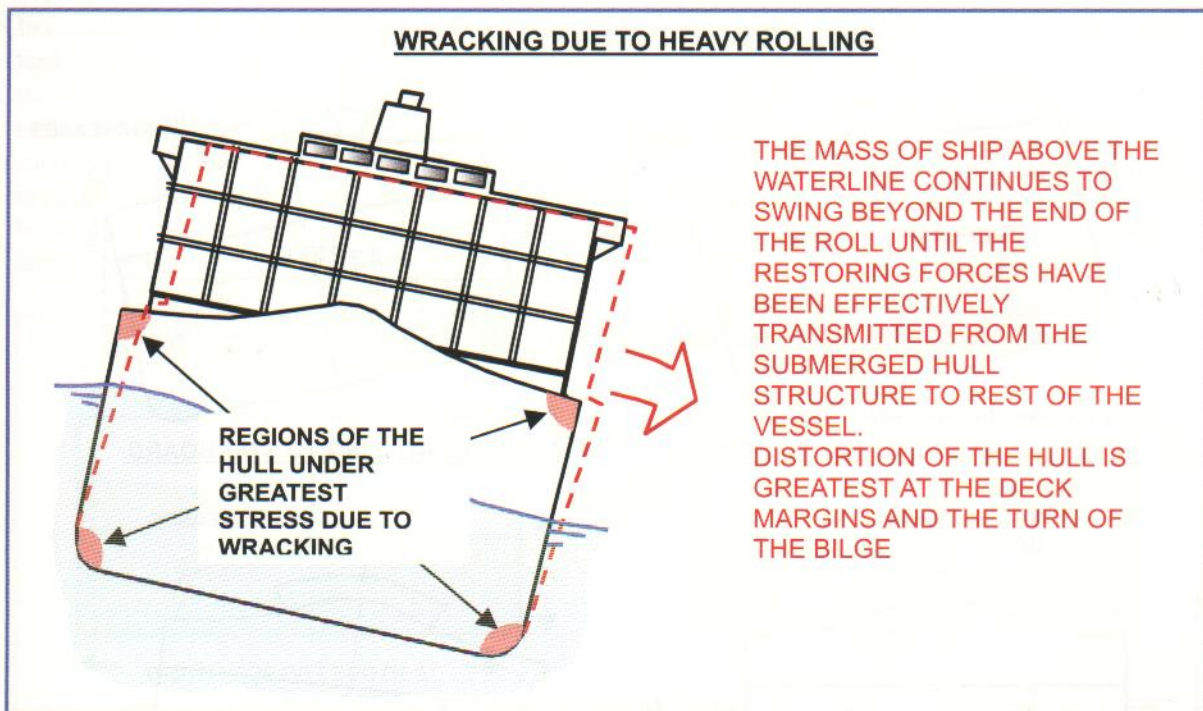 WRACKING DUE TO HEAVY ROLLING
THE MASS OF SHIP ABOVE THE
WATERLINE CONTINUES TO
SWING BEYOND THE END OF
THE ROLL UNTIL THE
RESTORING FORCES HAVE
BEEN EFFECTIVELY
TRANSMITTED FROM THE
SUBMERGED HULL
STRUCTURE TO REST OF THE
VESSEL.
DISTORTION OF THE HULL IS
GREATEST AT THE DECK
MARGINS AND THE TURN OF
THE BILGE
REGIONS OF THE
HULL UNDER
GREATEST
STRESS DUE TO
WRACKING